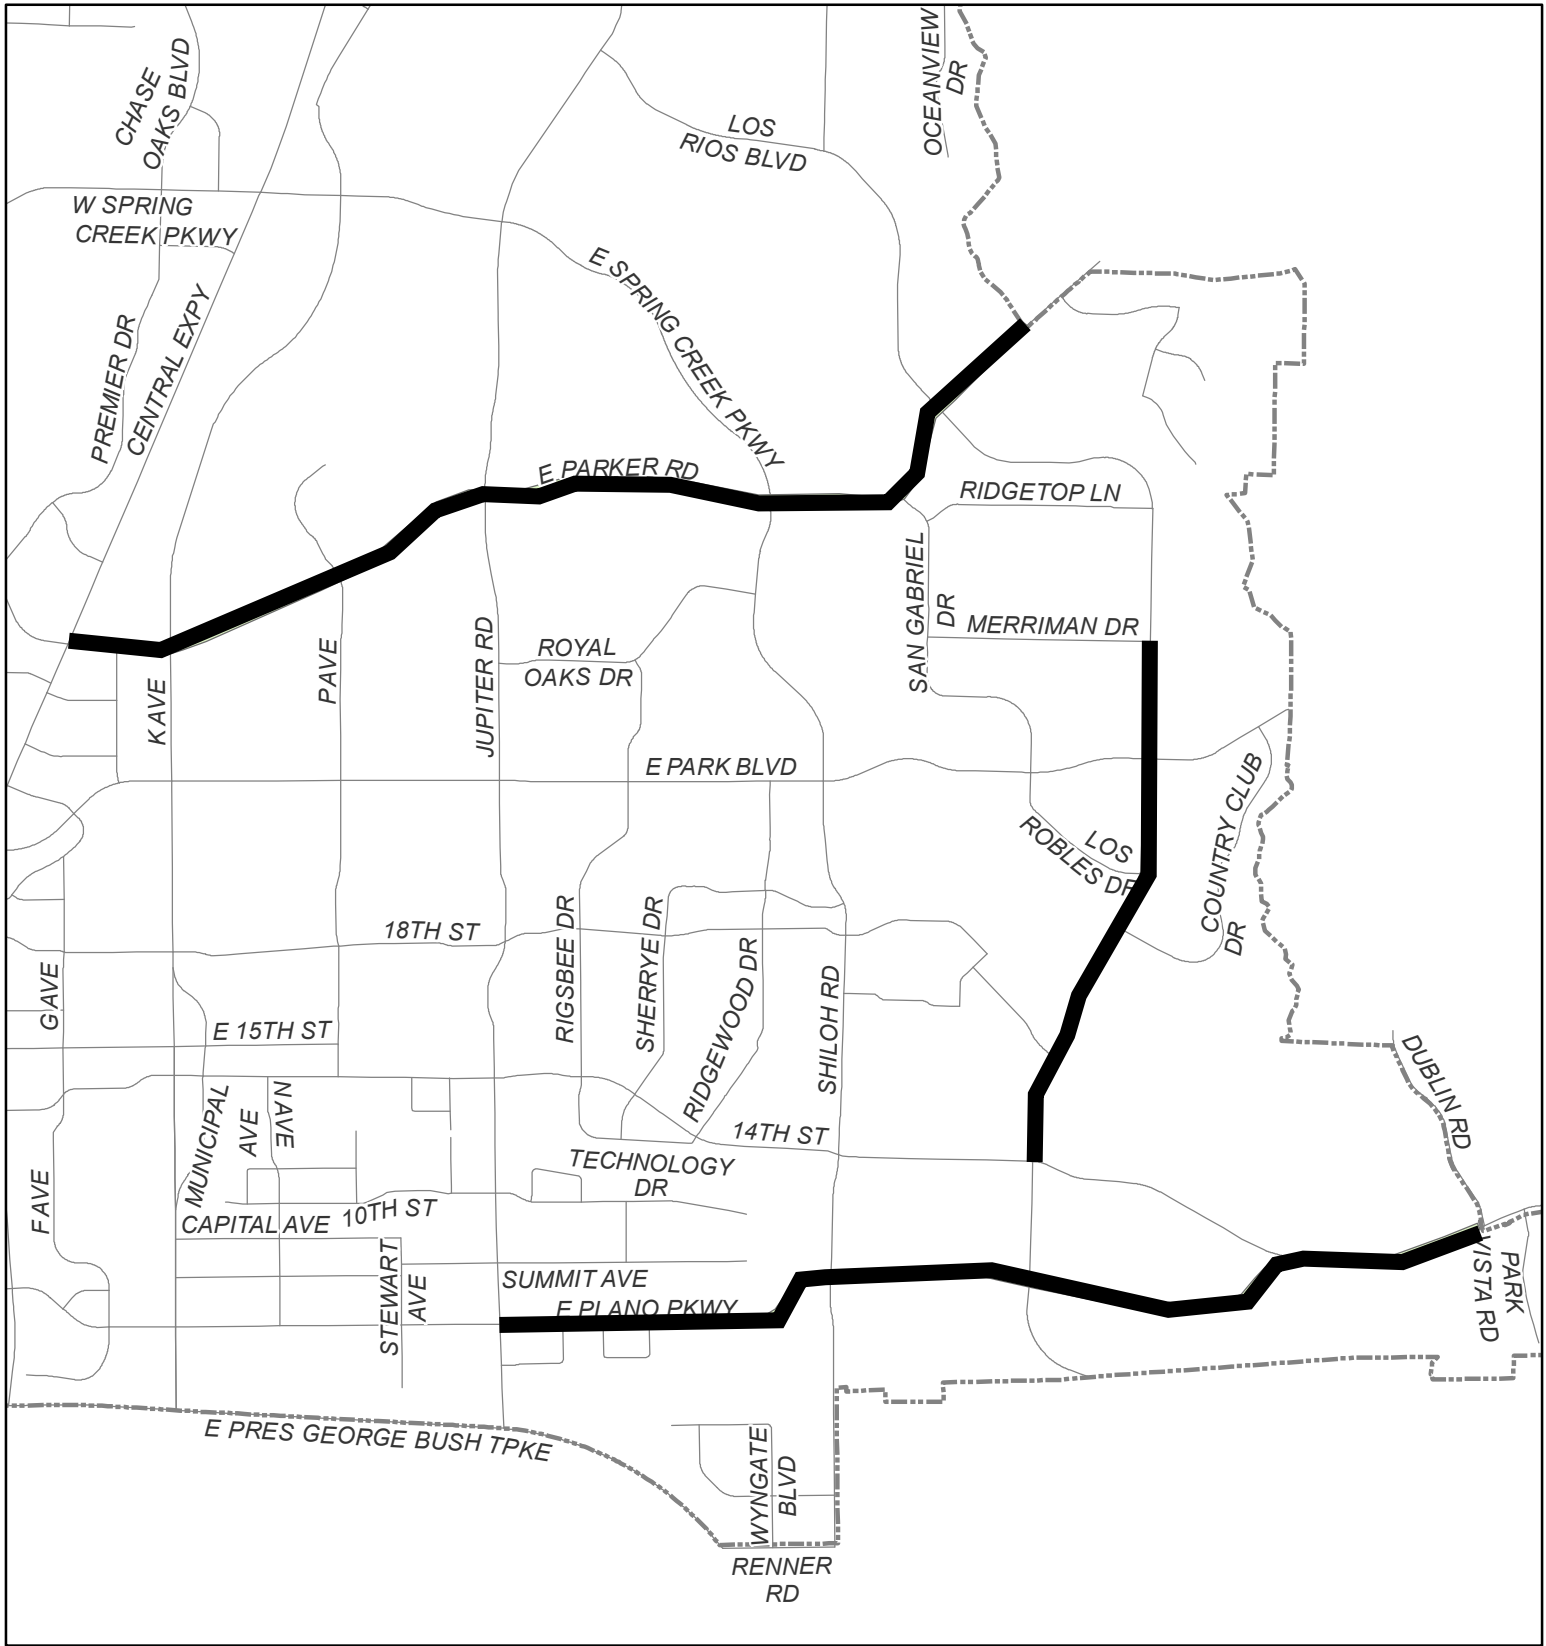 CHASE
OAKS BLVD
OCEANVIEW
DR
LOS
RIOS BLVD
W SPRING
CREEK PKWY
E SPRING CREEK PKWY
PREMIER DR
CENTRAL EXPY
E PARKER RD
RIDGETOP LN
SAN GABRIEL
DR
MERRIMAN DR
K AVE
P AVE
JUPITER RD
ROYAL
OAKS DR
E PARK BLVD
LOS
ROBLES DR
COUNTRY CLUB
DR
18TH ST
RIGSBEE DR
SHERRYE DR
RIDGEWOOD DR
SHILOH RD
G AVE
E 15TH ST
DUBLIN RD
MUNICIPAL
AVE
N AVE
14TH ST
TECHNOLOGY
DR
F AVE
CAPITAL AVE
10TH ST
STEWART
AVE
SUMMIT AVE
E PLANO PKWY
PARK
VISTA RD
E PRES GEORGE BUSH TPKE
WYNGATE
BLVD
RENNER
RD